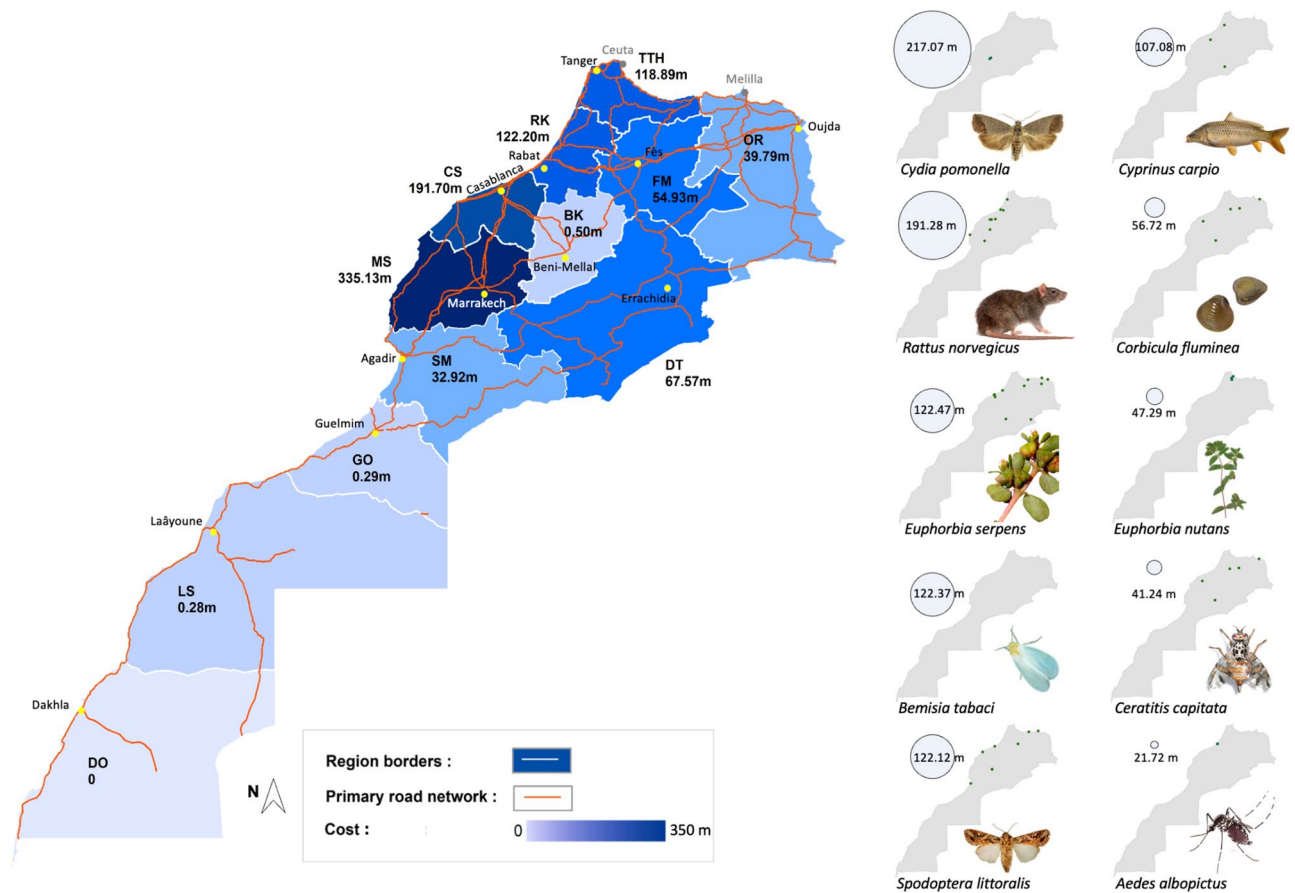 Ceuta
Tanger
TTH
118.89m
Melilla
RK
122.20m
Rabat
Oujda
OR
39.79m
Fès
CS
191.70m
Casablanca
FM
54.93m
BK
0.50m
MS
335.13m
Beni-Mellal
Marrakech
Errachidia
Agadir
SM
32.92m
DT
67.57m
Guelmim
GO
0.29m
Laâyoune
LS
0.28m
Dakhla
DO
0
N
Region borders :
Primary road network :
Cost :
:
0
350 m
217.07 m
Cydia pomonella
107.08 m
Cyprinus carpio
191.28 m
Rattus norvegicus
56.72 m
Corbicula fluminea
122.47 m
Euphorbia serpens
47.29 m
Euphorbia nutans
122.37 m
Bemisia tabaci
41.24 m
Ceratitis capitata
122.12 m
Spodoptera littoralis
21.72 m
Aedes albopictus